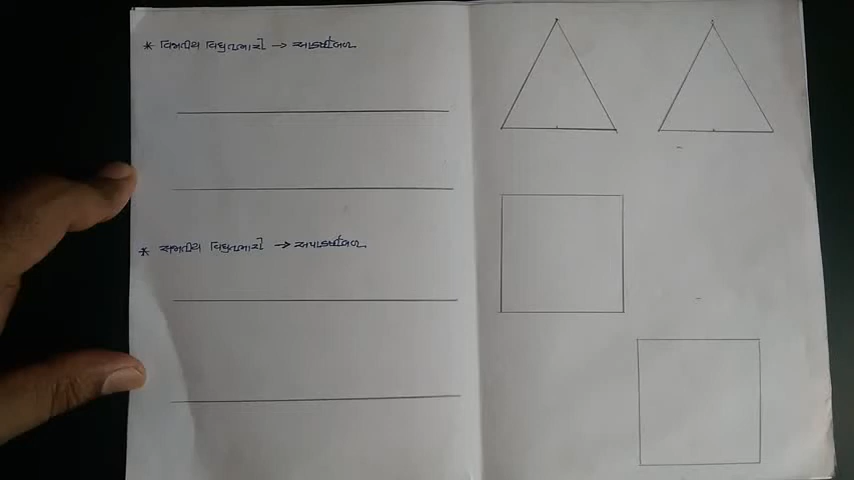 * વિજાતીય વિદ્યુતભારો → આકર્ષણબળ
* સજાતીય વિદ્યુતભારો → અપાકર્ષણબળ